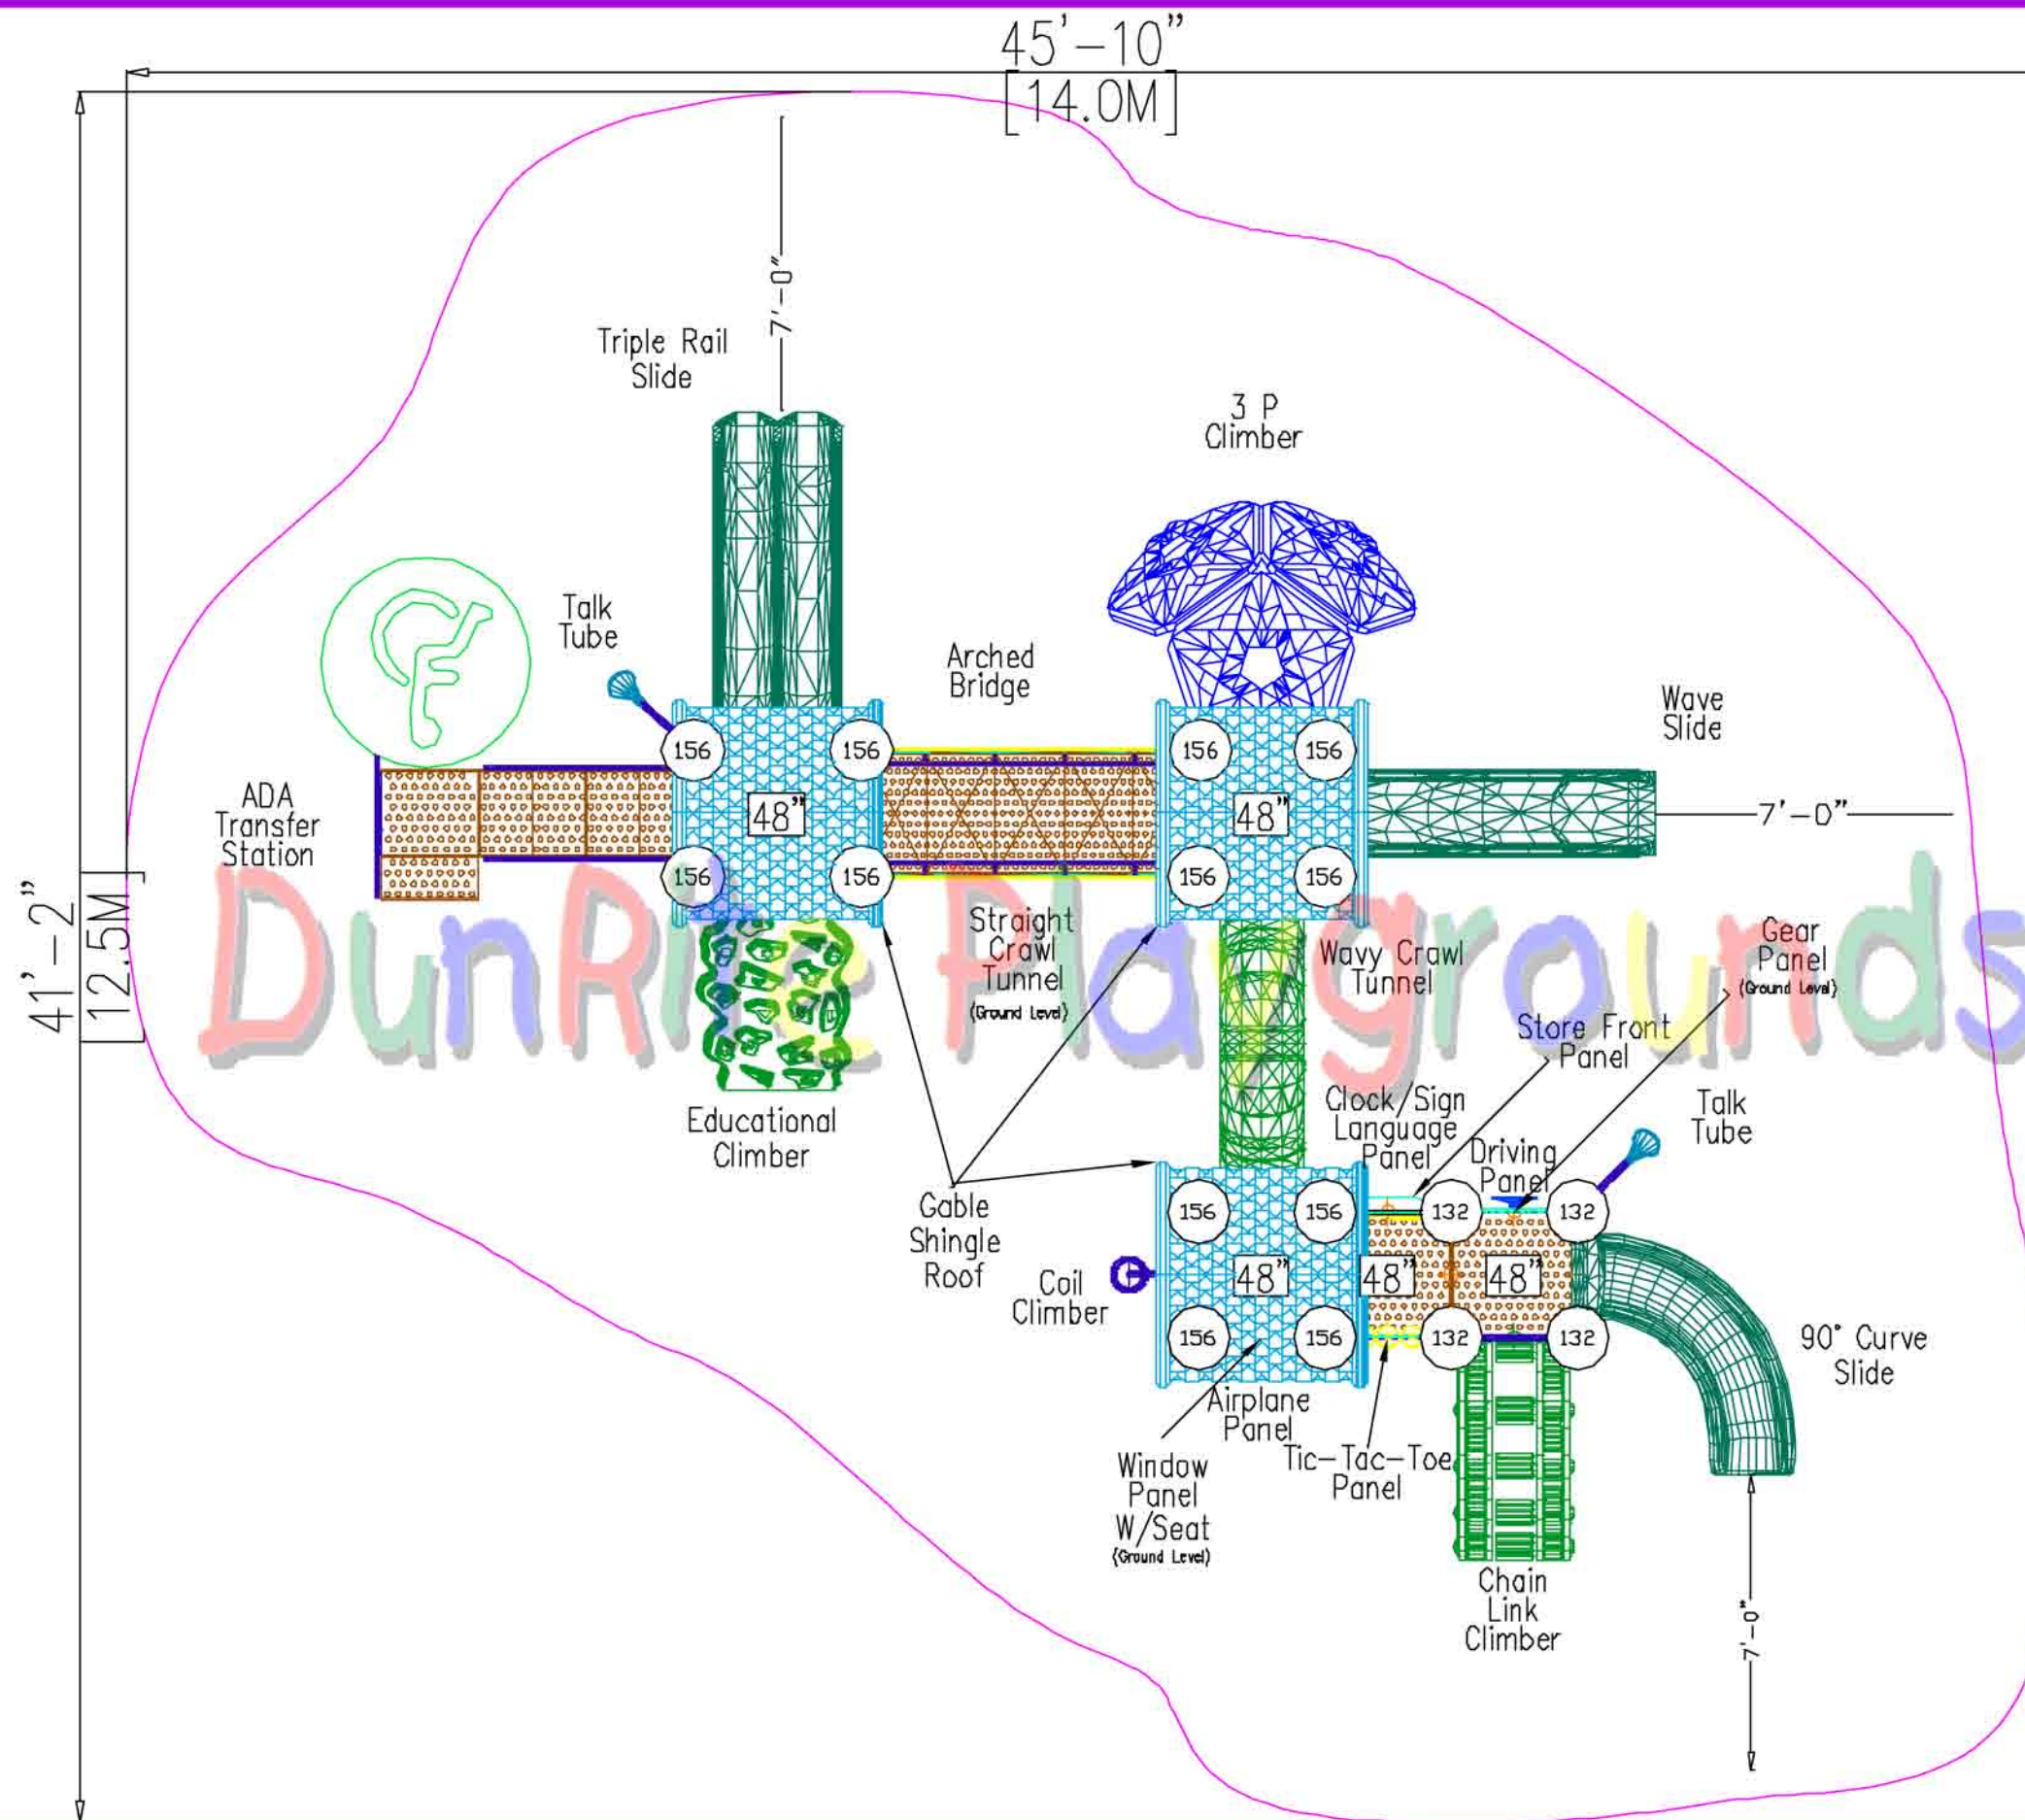 45'-10"
[14.0M]
7'-0"
Triple Rail
Slide
3 P
Climber
Talk
Tube
Arched
Bridge
Wave
Slide
156
156
156
156
ADA
Transfer
Station
48"
48"
7'-0"
156
156
156
156
41'-2"
12.5M
DunRite Playgrounds
Straight
Crawl
Tunnel
(Ground Level)
Wavy Crawl
Tunnel
Gear
Panel
(Ground Level)
Store Front
Panel
Educational
Climber
Clock/Sign
Language
Panel
Driving
Panel
Talk
Tube
Gable
Shingle
Roof
156
156
132
132
Coil
Climber
48"
48"
48"
156
156
132
132
90° Curve
Slide
Airplane
Panel
Window
Panel
W/Seat
(Ground Level)
Tic-Tac-Toe
Panel
Chain
Link
Climber
7'-0"